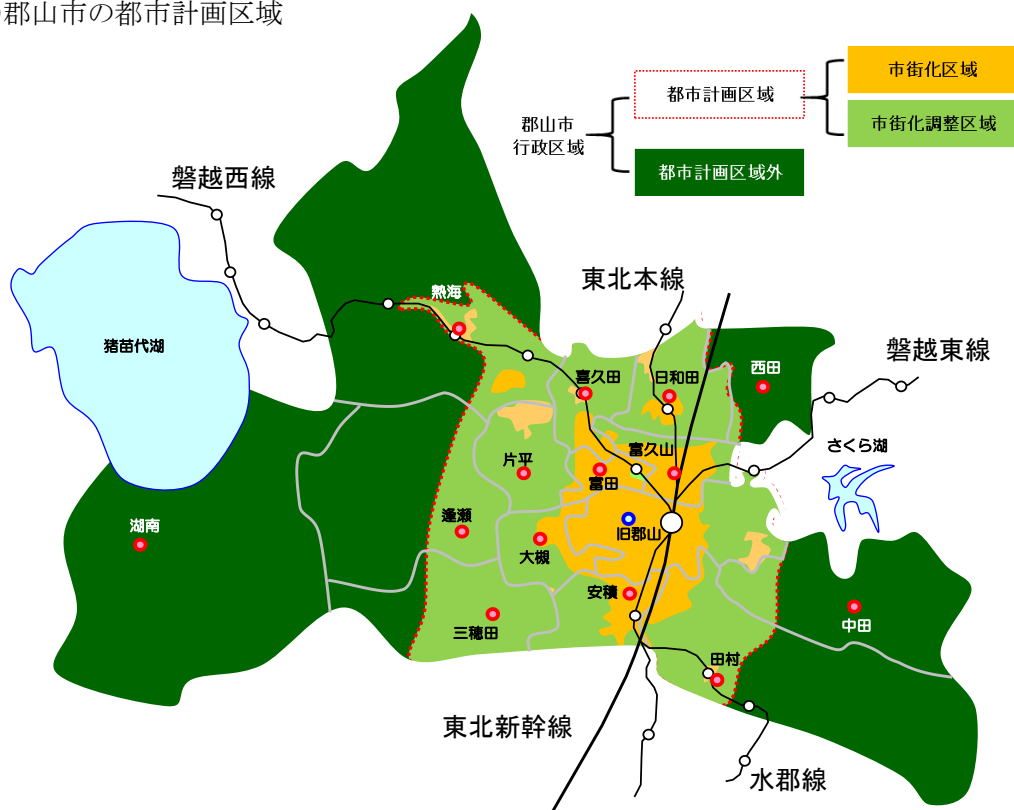 郡山市の都市計画区域
市街化区域
都市計画区域
市街化調整区域
郡山市
行政区域
都市計画区域外
磐越西線
東北本線
熱海
猪苗代湖
磐越東線
西田
喜久田
日和田
さくら湖
富久山
片平
富田
湖南
逢瀬
旧郡山
大槻
安積
中田
三穂田
田村
東北新幹線
水郡線